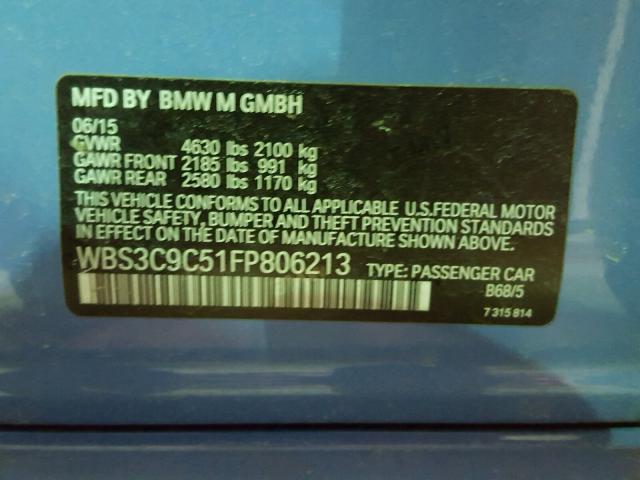 MFD BY BMW M GMBH
06/15
GVWR 4630 lbs 2100 kg
GAWR FRONT 2185 lbs 991 kg
GAWR REAR 2580 lbs 1170 kg
THIS VEHICLE CONFORMS TO ALL APPLICABLE U.S.FEDERAL MOTOR
VEHICLE SAFETY, BUMPER AND THEFT PREVENTION STANDARDS
IN EFFECT ON THE DATE OF MANUFACTURE SHOWN ABOVE.
WBS3C9C51FP806213 TYPE: PASSENGER CAR
B68/5
7 315 814